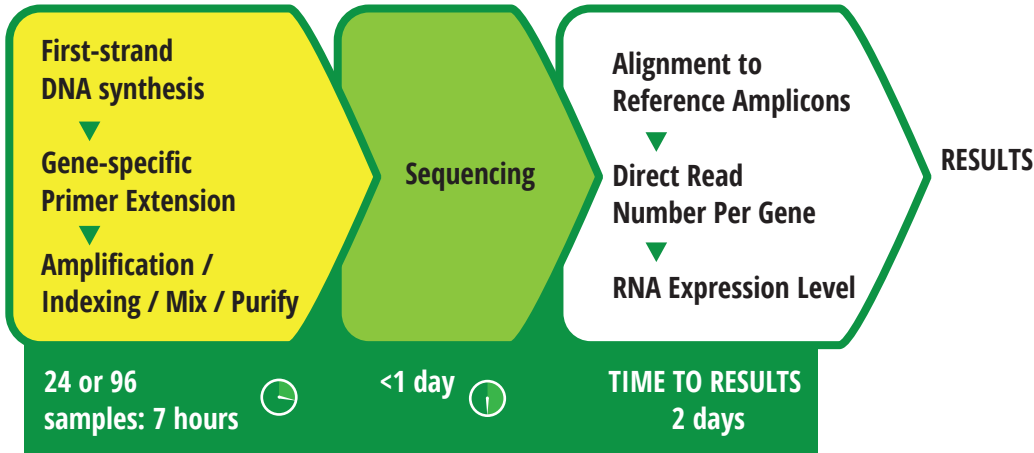 First-strand
DNA synthesis
Gene-specific
Primer Extension
Amplification /
Indexing / Mix / Purify
Sequencing
Alignment to
Reference Amplicons
Direct Read
Number Per Gene
RNA Expression Level
RESULTS
24 or 96
samples: 7 hours
<1 day
TIME TO RESULTS
2 days